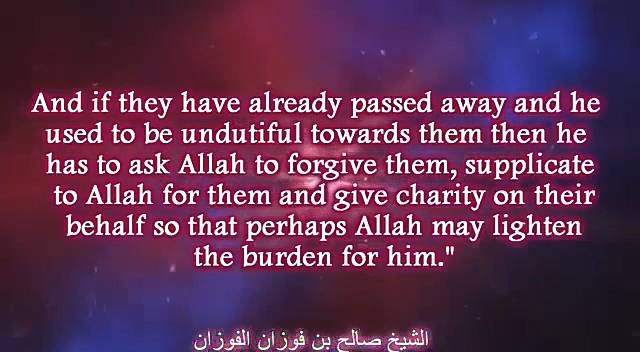 And if they have already passed away and he
used to be undutiful towards them then he
has to ask Allah to forgive them, supplicate
to Allah for them and give charity on their
behalf so that perhaps Allah may lighten
the burden for him."
الشيخ صالح بن فوزان الفوزان